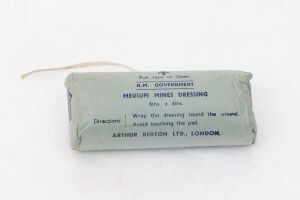 Pull Tape to Open
H.M. GOVERNMENT
MEDIUM MINES DRESSING
6ins. x 4ins.
Directions { Wrap the dressing round the wound.
Avoid touching the pad.
ARTHUR BERTON LTD., LONDON.